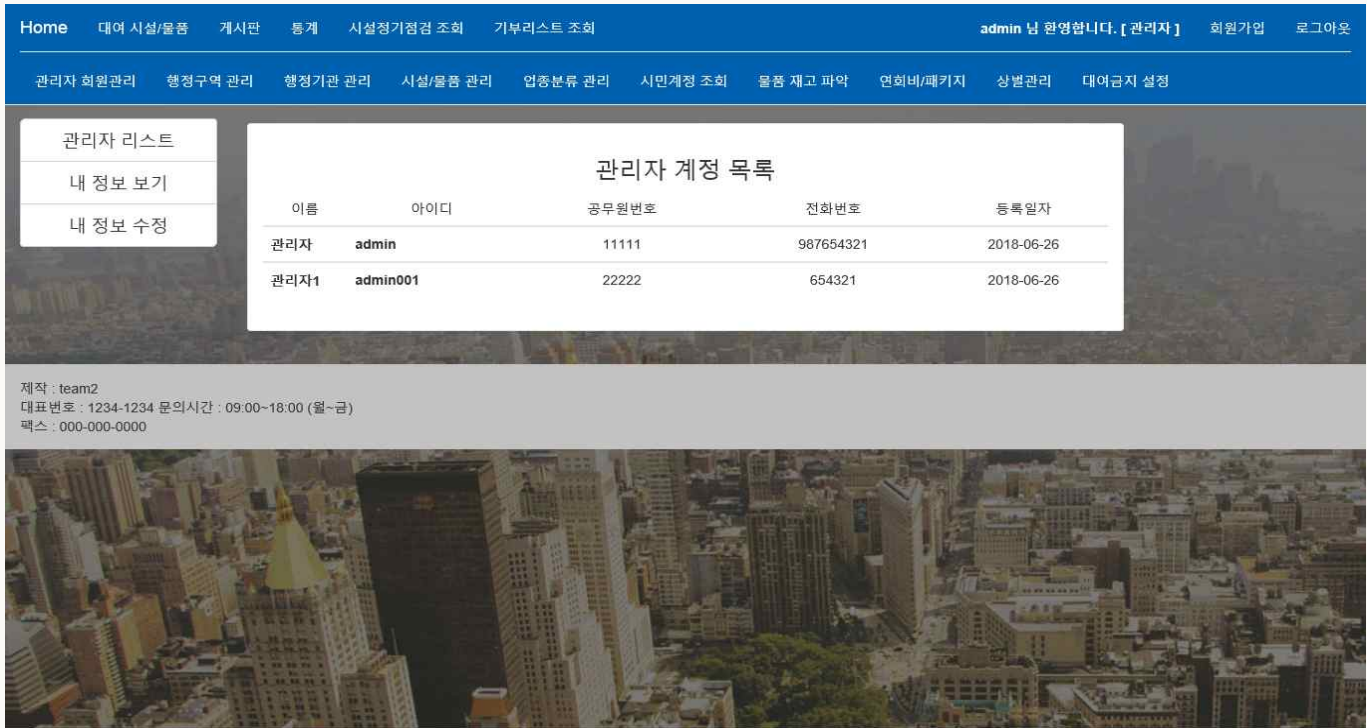 Home 대여 시설/물품 게시판 통계 시설정기점검 조회 기부리스트 조회 admin 님 환영합니다. [ 관리자 ] 회원가입 로그아웃
관리자 회원관리 행정구역 관리 행정기관 관리 시설/물품 관리 업종분류 관리 시민계정 조회 물품 재고 파악 연회비/패키지 상벌관리 대여금지 설정
관리자 리스트
내 정보 보기
내 정보 수정
관리자 계정 목록
이름 아이디 공무원번호 전화번호 등록일자
관리자 admin 11111 987654321 2018-06-26
관리자1 admin001 22222 654321 2018-06-26
제작 : team2
대표번호 : 1234-1234 문의시간 : 09:00~18:00 (월~금)
팩스 : 000-000-0000